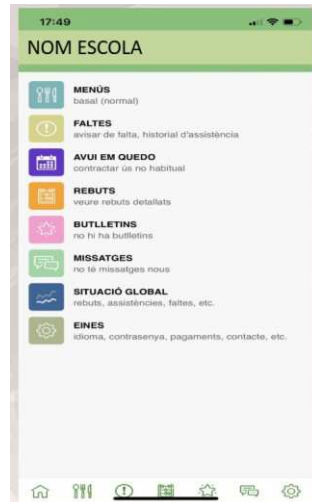 17:49
NOM ESCOLA
MENÚS
basal (normal)
FALTES
avisar de falta, historial d'assistència
AVUI EM QUEDO
contractar ús no habitual
REBUTS
veure rebuts detallats
BUTLLETINS
no hi ha butlletins
MISSATGES
no té missatges nous
SITUACIÓ GLOBAL
rebuts, assistències, faltes, etc.
EINES
idioma, contrasenya, pagaments, contacte, etc.